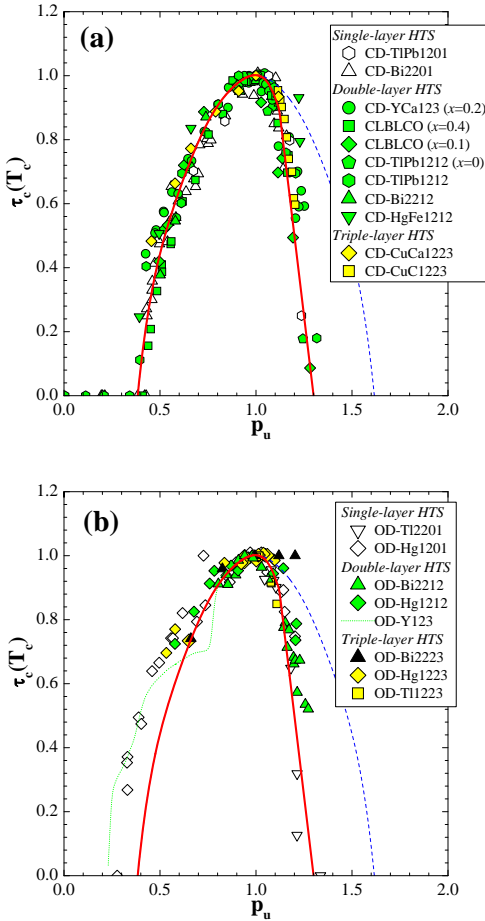 (a)
Single-layer HTS
CD-TlPb1201
CD-Bi2201
Double-layer HTS
CD-YCa123 (x=0.2)
CLBLCO (x=0.4)
CLBLCO (x=0.1)
CD-TlPb1212 (x=0)
CD-TlPb1212
CD-Bi2212
CD-HgFe1212
Triple-layer HTS
CD-CuCa1223
CD-CuC1223
1.2
1.0
0.8
0.6
0.4
0.2
0.0
τc(Tc)
0.0 0.5 1.0 1.5 2.0
pu
(b)
Single-layer HTS
OD-Tl2201
OD-Hg1201
Double-layer HTS
OD-Bi2212
OD-Hg1212
OD-Y123
Triple-layer HTS
OD-Bi2223
OD-Hg1223
OD-Tl1223
1.2
1.0
0.8
0.6
0.4
0.2
0.0
τc(Tc)
0.0 0.5 1.0 1.5 2.0
pu